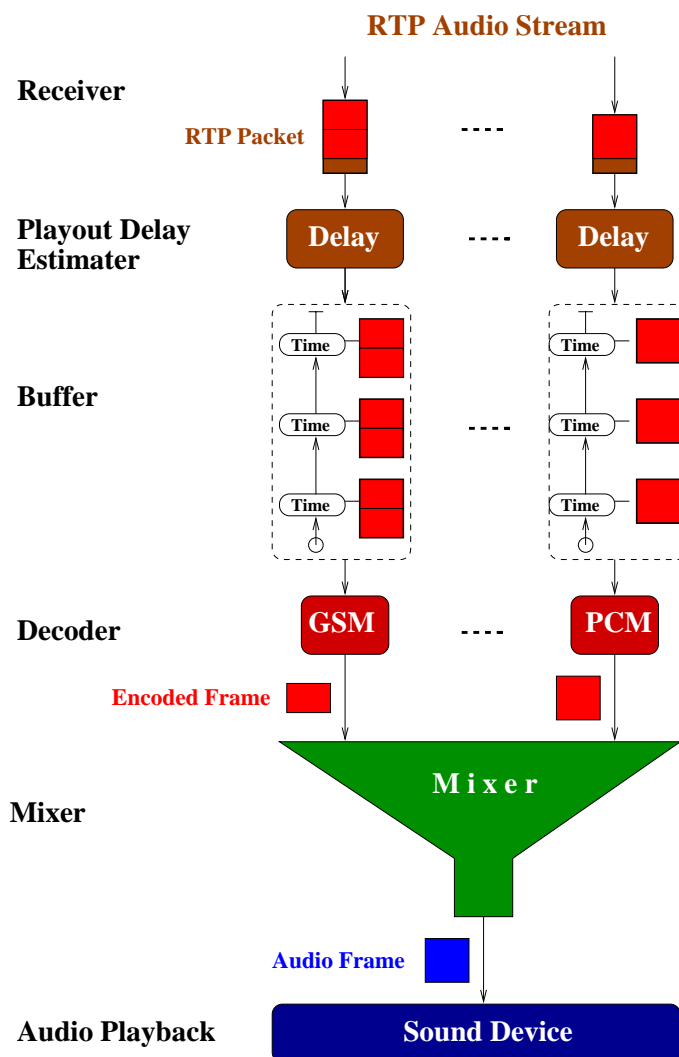 RTP Audio Stream
Receiver
RTP Packet
Playout Delay
Estimater
Delay
Delay
Buffer
Time
Time
Time
Time
Time
Time
Decoder
GSM
PCM
Encoded Frame
Mixer
Mixer
Audio Frame
Audio Playback
Sound Device